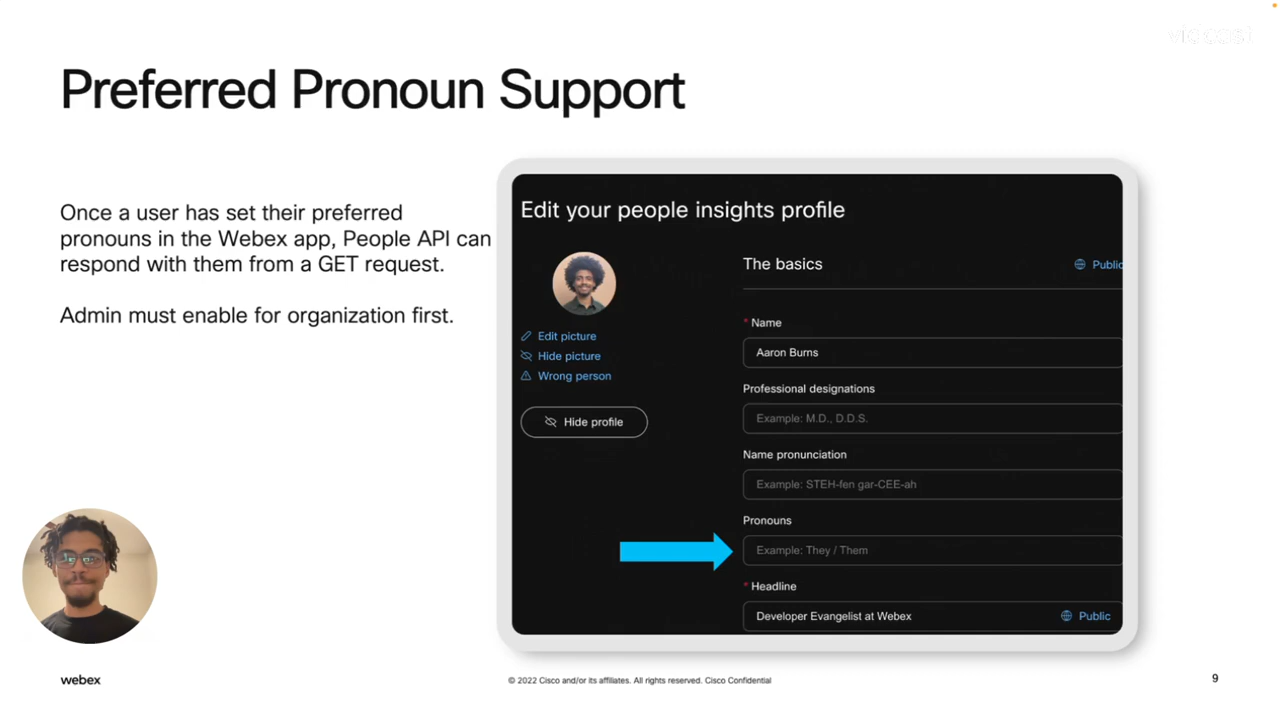 vidcast
Preferred Pronoun Support
Once a user has set their preferred
pronouns in the Webex app, People API can
respond with them from a GET request.
Admin must enable for organization first.
Edit your people insights profile
Edit picture
Hide picture
Wrong person
Hide profile
The basics
Public
* Name
Aaron Burns
Professional designations
Example: M.D., D.D.S.
Name pronunciation
Example: STEH-fen gar-CEE-ah
Pronouns
Example: They / Them
* Headline
Developer Evangelist at Webex
Public
webex
© 2022 Cisco and/or its affiliates. All rights reserved. Cisco Confidential
9